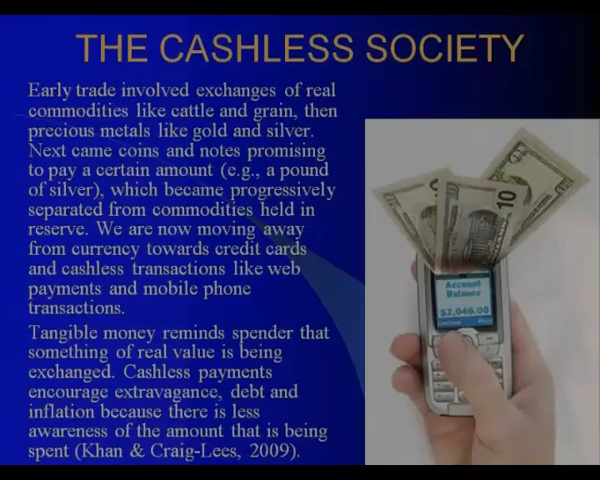 THE CASHLESS SOCIETY
Early trade involved exchanges of real
commodities like cattle and grain, then
precious metals like gold and silver.
Next came coins and notes promising
to pay a certain amount (e.g., a pound
of silver), which became progressively
separated from commodities held in
reserve. We are now moving away
from currency towards credit cards
and cashless transactions like web
payments and mobile phone
transactions.
Tangible money reminds spender that
something of real value is being
exchanged. Cashless payments
encourage extravagance, debt and
inflation because there is less
awareness of the amount that is being
spent (Khan & Craig-Lees, 2009).
10
Account
Balance
$2,046.00